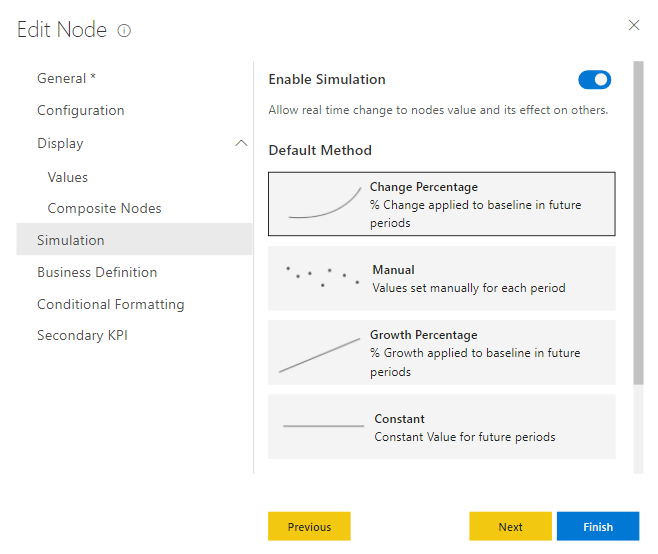 Edit Node
General *
Configuration
Display
Values
Composite Nodes
Simulation
Business Definition
Conditional Formatting
Secondary KPI
Enable Simulation
Allow real time change to nodes value and its effect on others.
Default Method
Change Percentage
% Change applied to baseline in future
periods
Manual
Values set manually for each period
Growth Percentage
% Growth applied to baseline in future
periods
Constant
Constant Value for future periods
Previous
Next
Finish